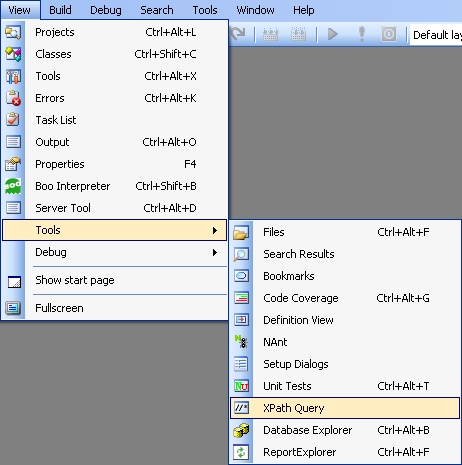 View Build Debug Search Tools Window Help
Default lay
Projects Ctrl+Alt+L
Classes Ctrl+Shift+C
Tools Ctrl+Alt+X
Errors Ctrl+Alt+K
Task List
Output Ctrl+Alt+O
Properties F4
Boo Interpreter Ctrl+Shift+B
Server Tool Ctrl+Alt+D
Tools
Debug
Show start page
Fullscreen
Files Ctrl+Alt+F
Search Results
Bookmarks
Code Coverage Ctrl+Alt+G
Definition View
NAnt
Setup Dialogs
Unit Tests Ctrl+Alt+T
XPath Query
Database Explorer Ctrl+Alt+B
ReportExplorer Ctrl+Alt+F